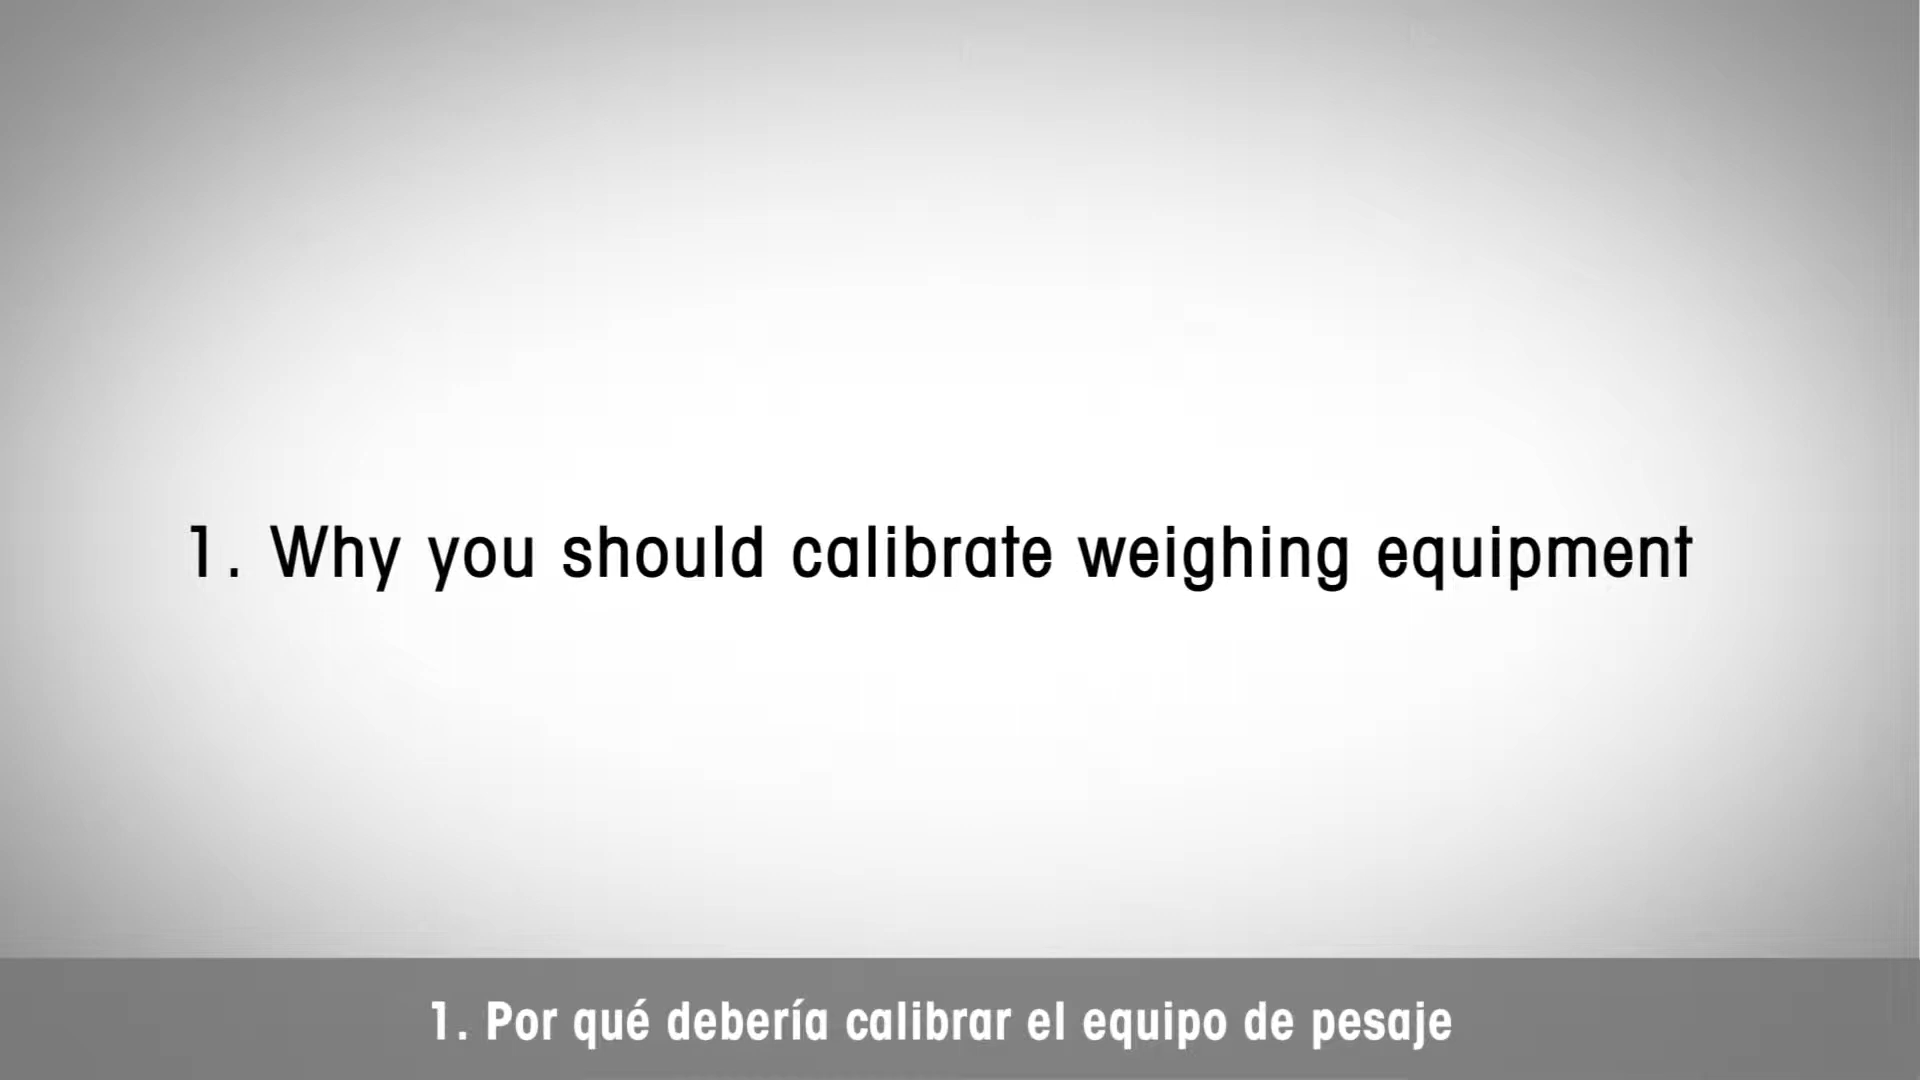 1. Why you should calibrate weighing equipment
1. Por qué debería calibrar el equipo de pesaje